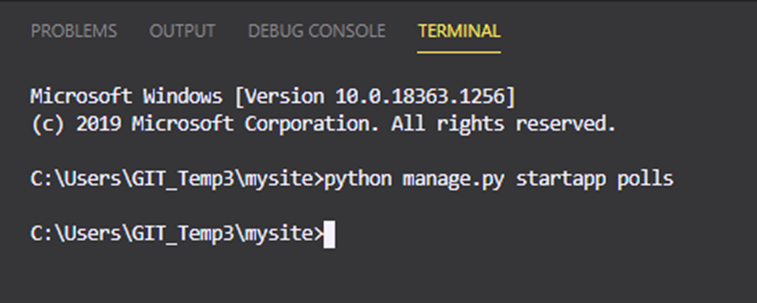 PROBLEMS OUTPUT DEBUG CONSOLE TERMINAL
Microsoft Windows [Version 10.0.18363.1256]
(c) 2019 Microsoft Corporation. All rights reserved.
C:\Users\GIT_Temp3\mysite>python manage.py startapp polls
C:\Users\GIT_Temp3\mysite>